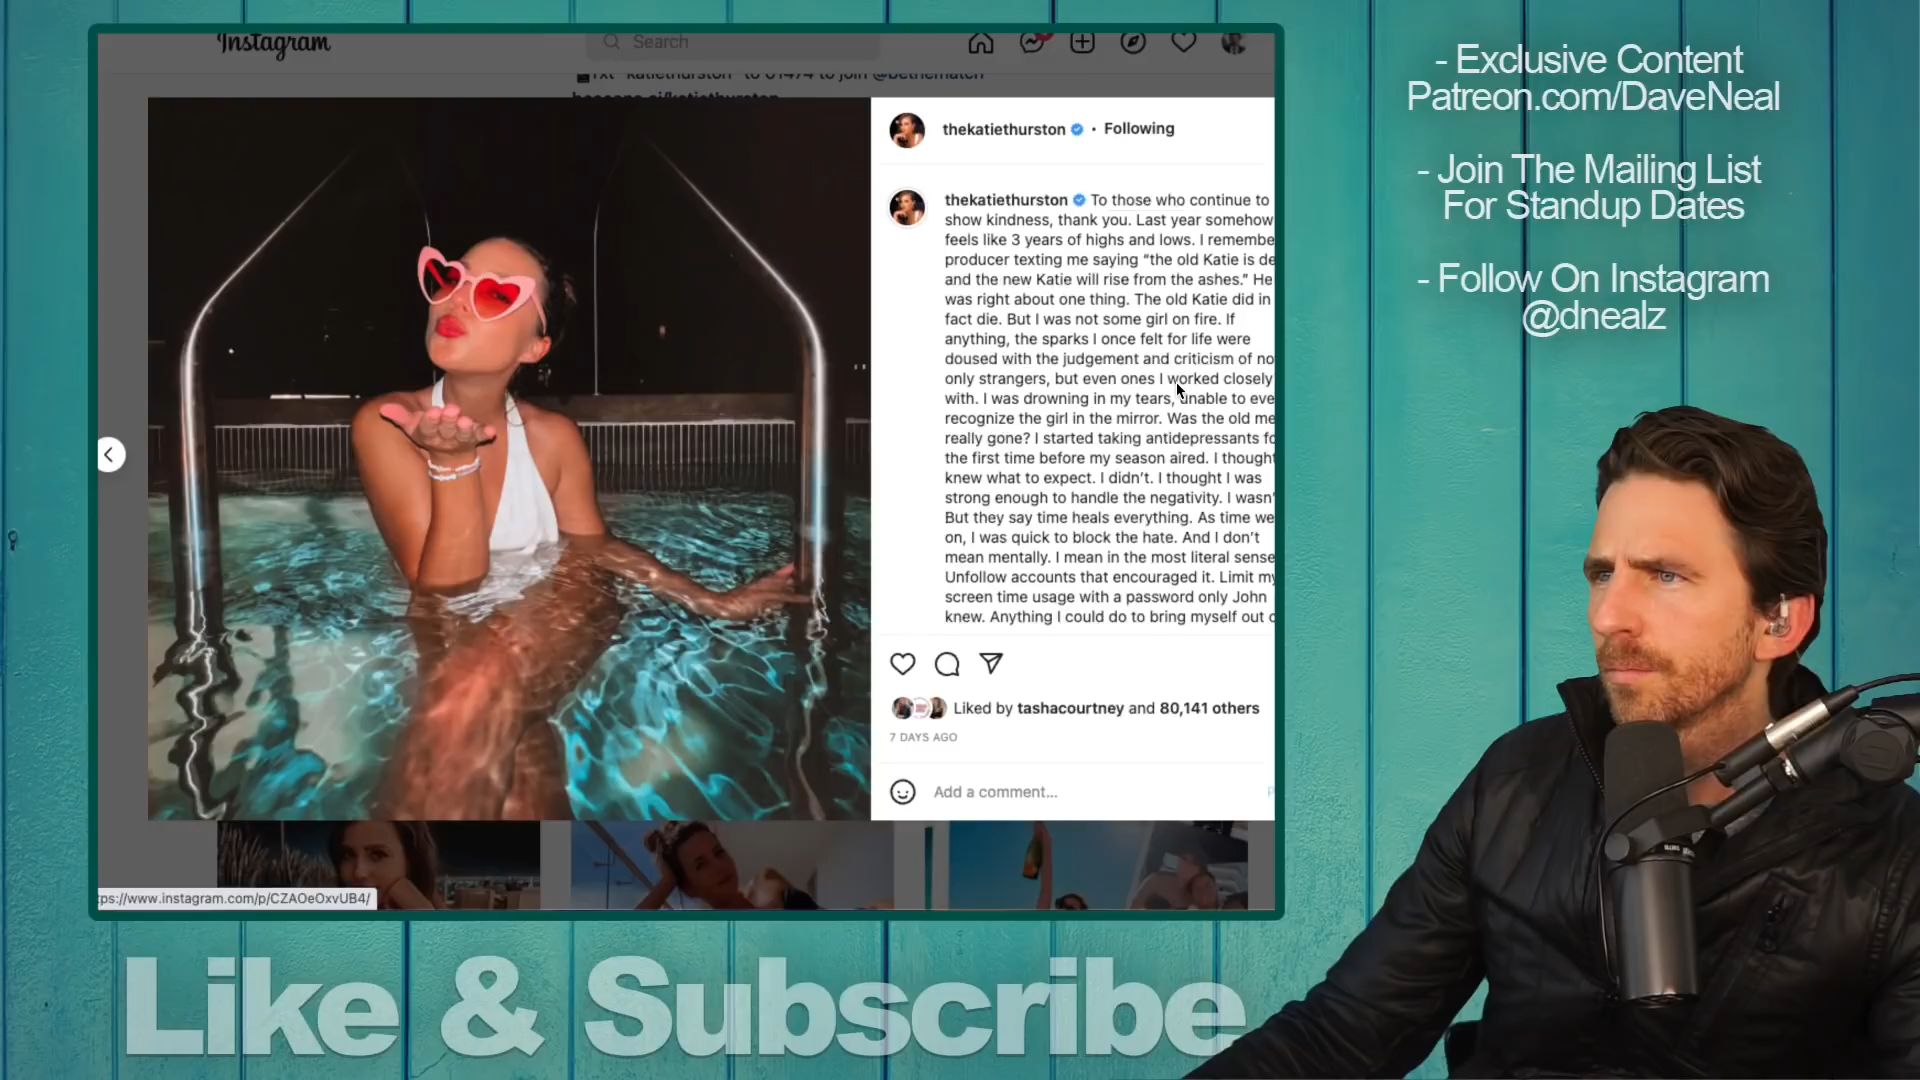 Instagram
Search
Txt "katiethurston" to 61474 to join @bethematch
thekatiethurston • Following
thekatiethurston To those who continue to
show kindness, thank you. Last year somehow
feels like 3 years of highs and lows. I
producer texting me saying “the old Katie is
and the new Katie will rise from the ashes.” He
was right about one thing. The old Katie did in
fact die. But I was not some girl on fire. If
anything, the sparks I once felt for life were
doused with the judgement and criticism of
only strangers, but even ones I worked closely
with. I was drowning in my tears, unable to
recognize the girl in the mirror. Was the old me
really gone? I started taking antidepressants
the first time before my season aired. I thought
knew what to expect. I didn’t. I thought I was
strong enough to handle the negativity. I
But they say time heals everything. As time
on, I was quick to block the hate. And I don’t
mean mentally. I mean in the most literal sense
Unfollow accounts that encouraged it. Limit
screen time usage with a password only John
knew. Anything I could do to bring myself out
Liked by tashacourtney and 80,141 others
7 DAYS AGO
Add a comment...
ps://www.instagram.com/p/CZAOeOxvUB4/
- Exclusive Content
Patreon.com/DaveNeal
- Join The Mailing List
For Standup Dates
- Follow On Instagram
@dnealz
Like & Subscribe